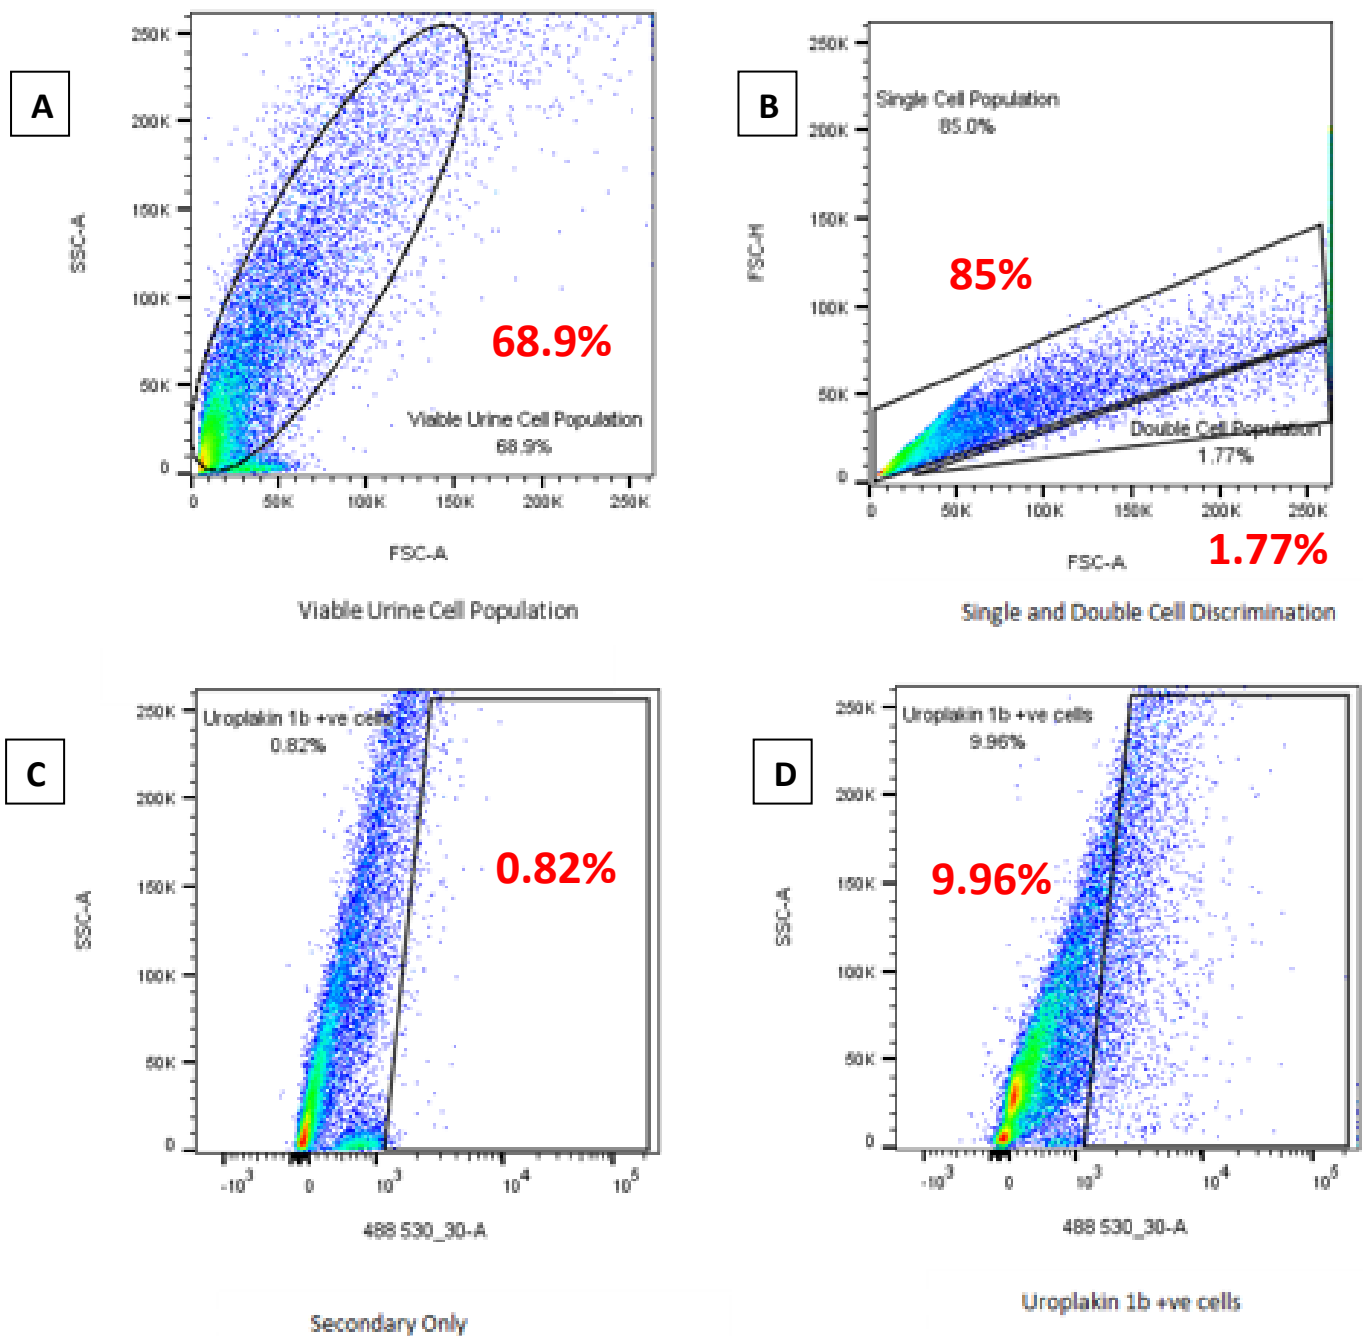 A
250K
200K
150K
100K
50K
0
SSC-A
68.9%
Viable Urine Cell Population
68.9%
0 50K 100K 150K 200K 250K
FSC-A
Viable Urine Cell Population
B
250K
200K
150K
100K
50K
0
FSC-H
Single Cell Population
85.0%
85%
Double Cell Population
1.77%
0 50K 100K 150K 200K 250K
FSC-A
1.77%
Single and Double Cell Discrimination
C
250K
200K
150K
100K
50K
0
SSC-A
Uroplakin 1b +ve cells
0.82%
0.82%
-10³ 0 10³ 10⁴ 10⁵
488 530_30-A
Secondary Only
D
250K
200K
150K
100K
50K
0
SSC-A
Uroplakin 1b +ve cells
9.96%
9.96%
-10³ 0 10³ 10⁴ 10⁵
488 530_30-A
Uroplakin 1b +ve cells